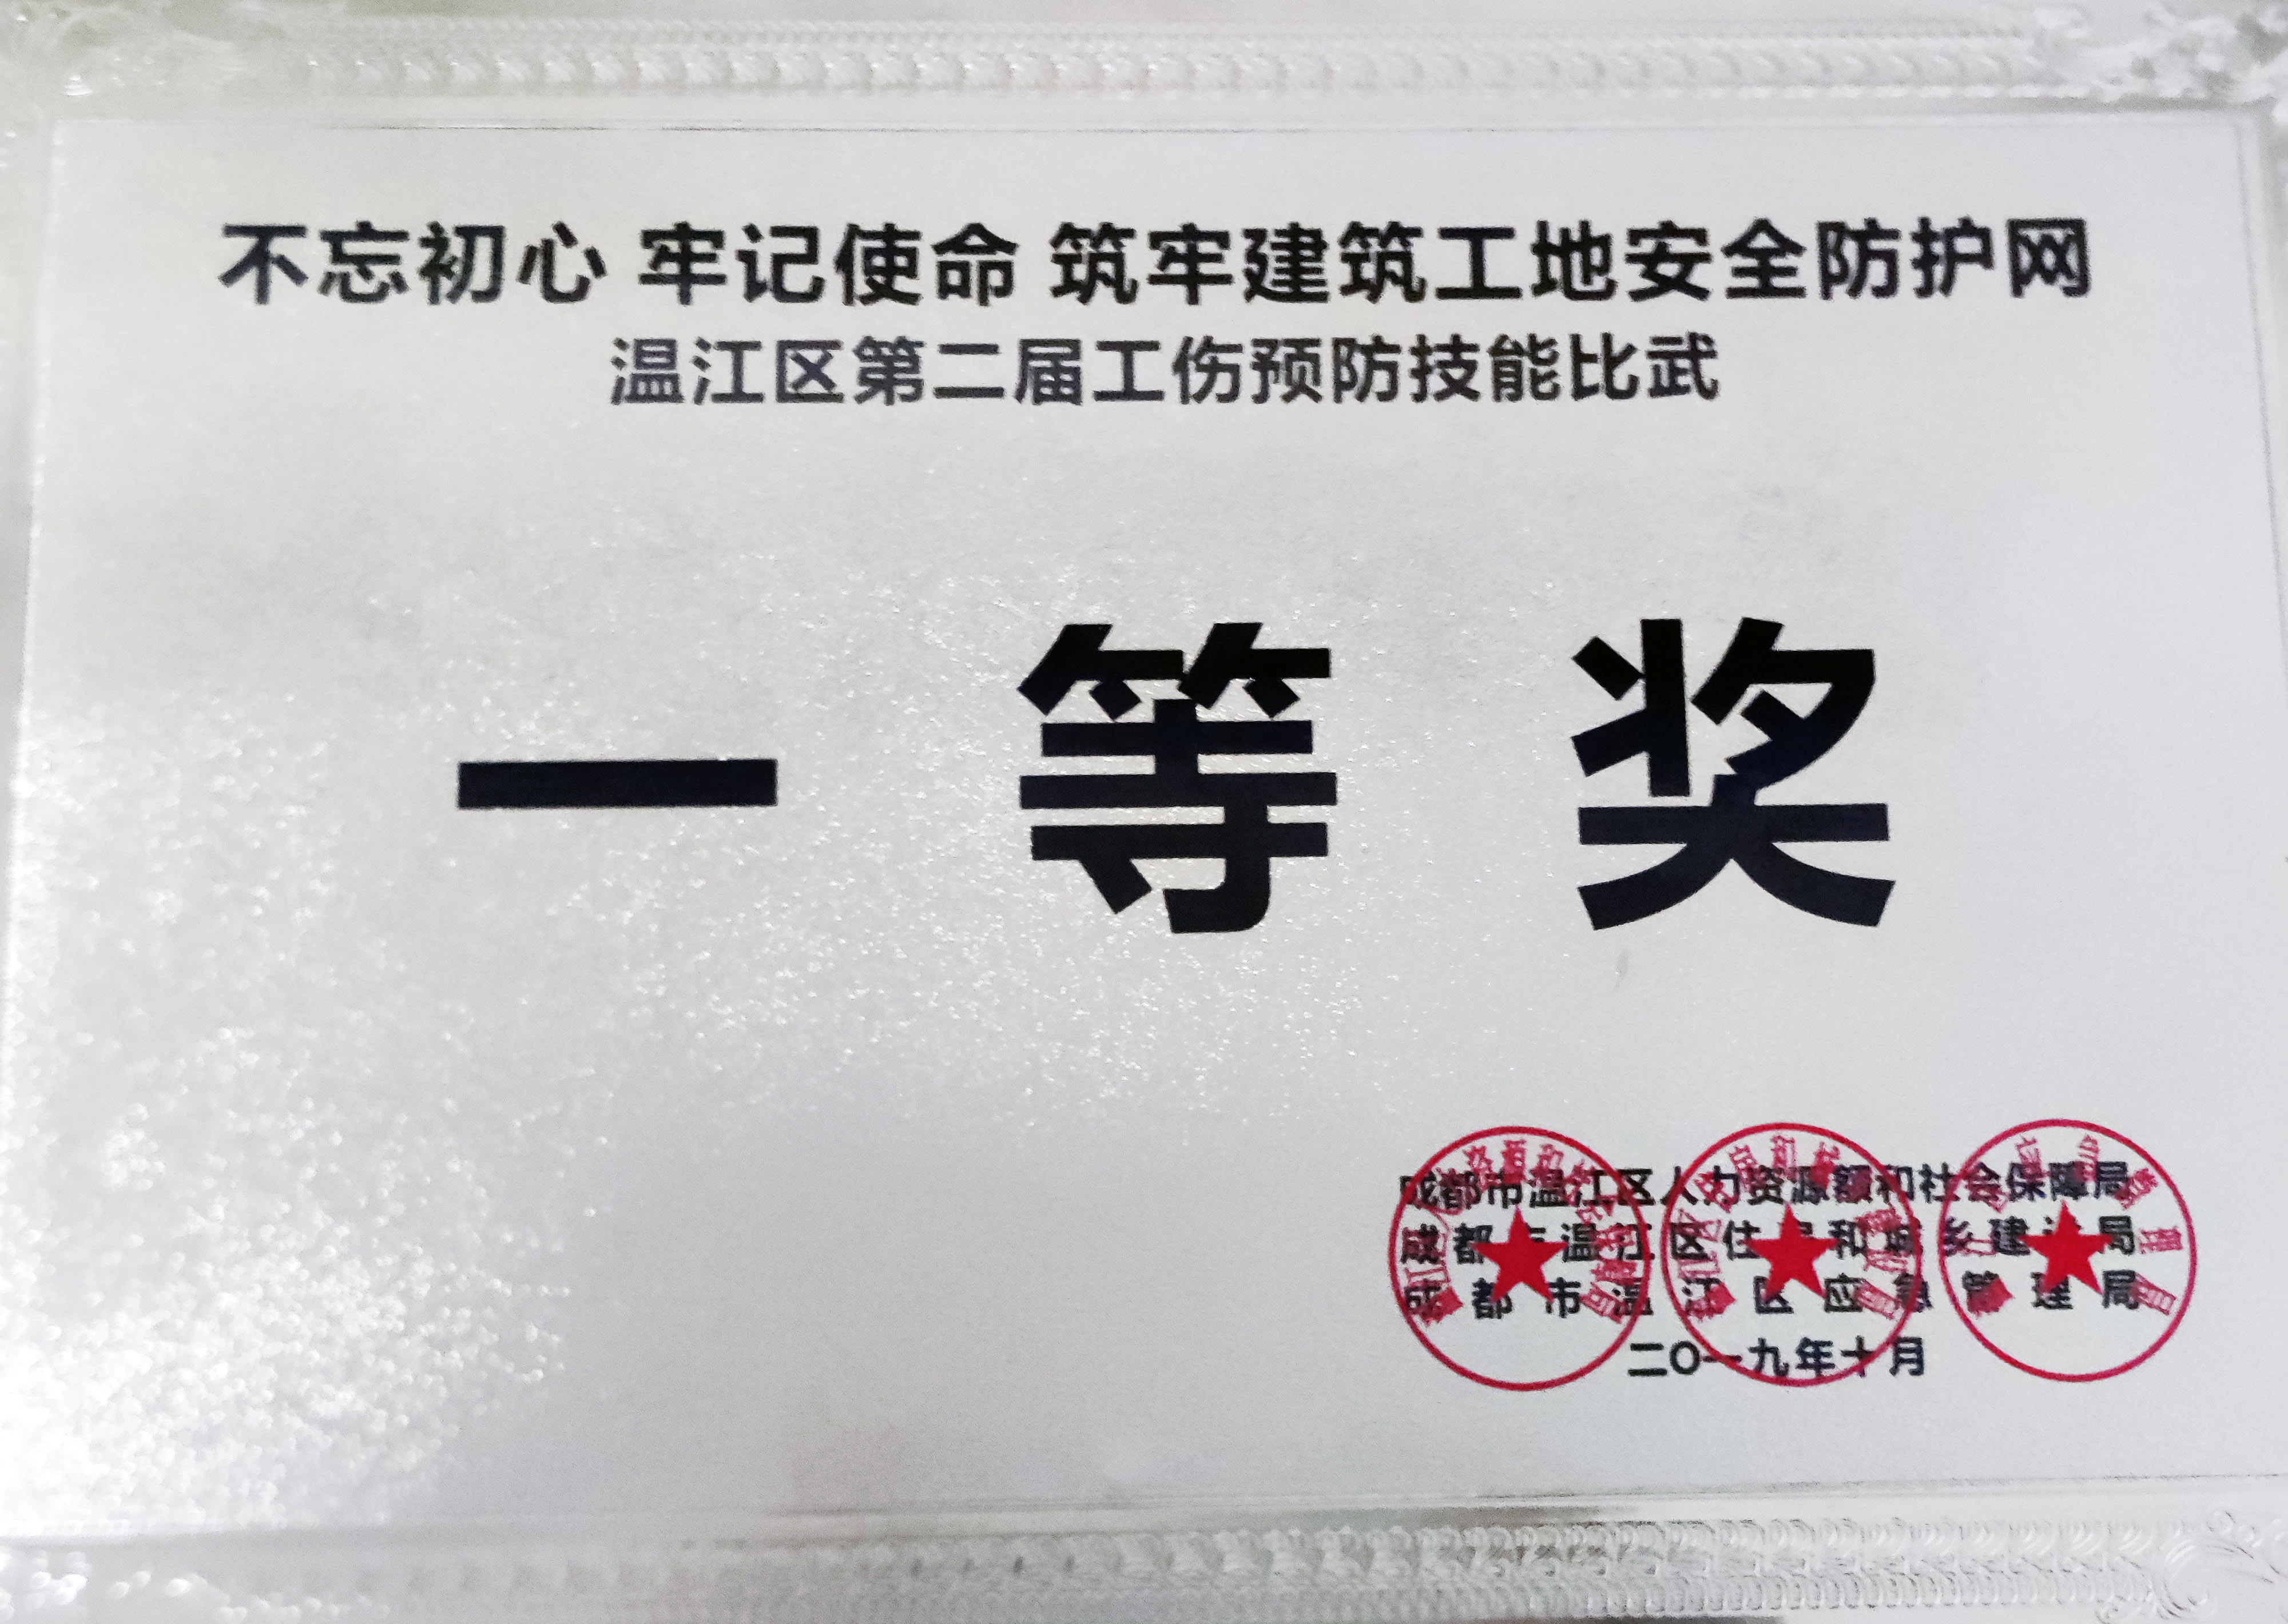 不忘初心 牢记使命 筑牢建筑工地安全防护网
温江区第二届工伤预防技能比武
一等奖
成都市温江区人力资源额和社会保障局
成都市温江区住房和城乡建设局
成都市温江区应急管理局
二〇一九年十月